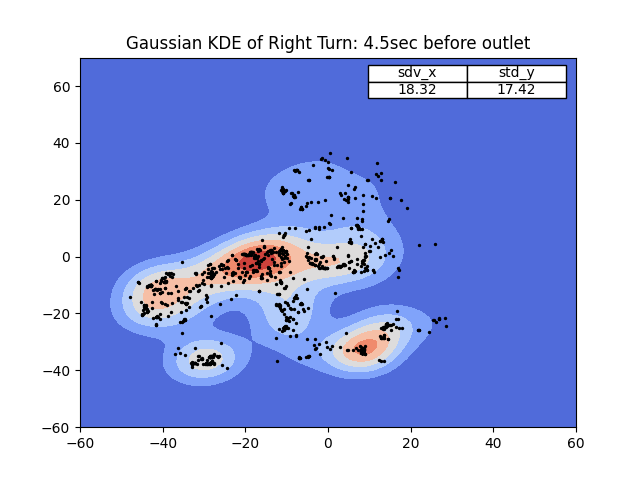 Gaussian KDE of Right Turn: 4.5sec before outlet
sdv_x std_y
18.32 17.42
60
40
20
0
−20
−40
−60
−60 −40 −20 0 20 40 60